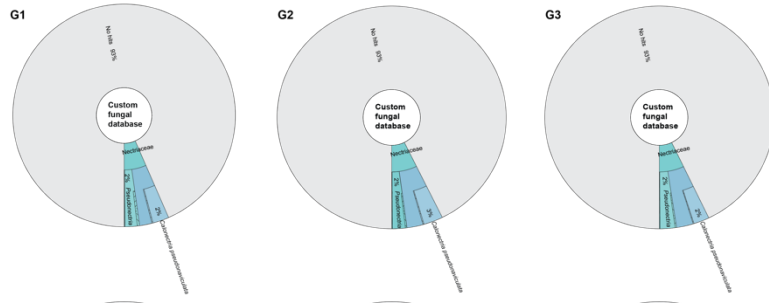 G1
No hits 93%
Custom
fungal
database
Nectriaceae
2%
Pseudonectria
2%
Calonectria pseudonaviculata
G2
No hits 93%
Custom
fungal
database
Nectriaceae
2%
Pseudonectria
3%
Calonectria pseudonaviculata
G3
No hits 93%
Custom
fungal
database
Nectriaceae
2%
Pseudonectria
2%
Calonectria pseudonaviculata